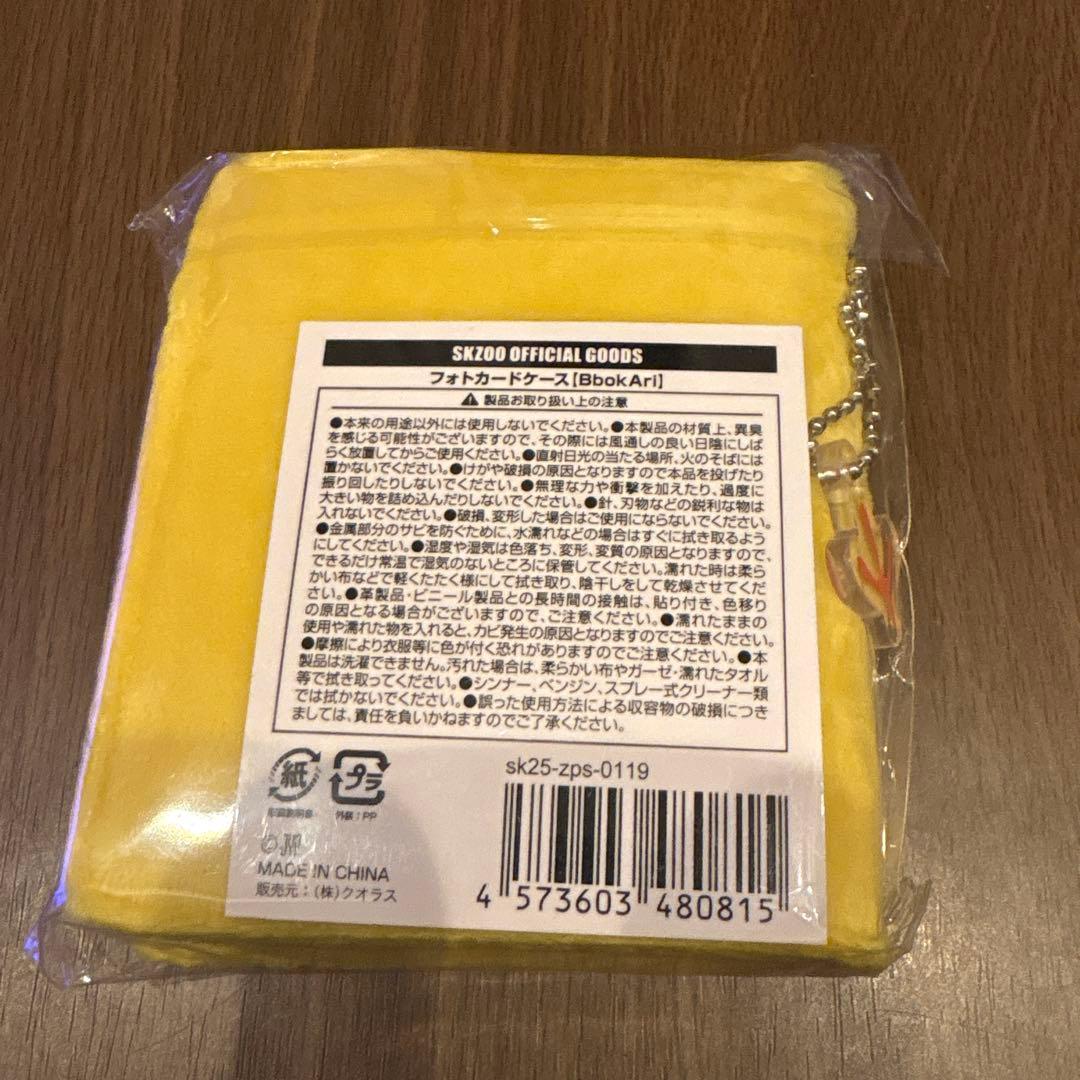 SKZOO OFFICIAL GOODS
フォトカードケース【BbokAri】
⚠ 製品お取り扱い上の注意
●本来の用途以外には使用しないでください。●本製品の材質上、異臭
を感じる可能性がございますので、その際には風通しの良い日陰にしば
らく放置してからご使用ください。●直射日光の当たる場所、火のそばには
置かないでください。●けがや破損の原因となりますので本品を投げたり
振り回したりしないでください。●無理な力や衝撃を加えたり、過度に
大きい物を詰め込んだりしないでください。●針、刃物などの鋭利な物は
入れないでください。●破損、変形した場合はご使用にならないでください。
●金属部分のサビを防ぐために、水濡れなどの場合はすぐに拭き取るよう
にしてください。●湿度や湿気は色落ち、変形、変質の原因となりますので、
できるだけ常温で湿気のないところに保管してください。濡れた時は柔ら
かい布などで軽くたたく様にして拭き取り、陰干しをして乾燥させてくださ
い。●革製品・ビニール製品との長時間の接触は、貼り付き、色移り
の原因となる場合がございますので、ご注意ください。●濡れたままの
使用や濡れた物を入れると、カビ発生の原因となりますのでご注意ください。
●摩擦により衣服等に色が付く恐れがありますのでご注意ください。●本
製品は洗濯できません。汚れた場合は、柔らかい布やガーゼ・濡れたタオル
等で拭き取ってください。●シンナー、ベンジン、スプレー式クリーナー類
では拭かないでください。●誤った使用方法による収容物の破損につき
ましては、責任を負いかねますのでご了承ください。
紙
プラ
取扱説明書
外袋：PP
sk25-zps-0119
MADE IN CHINA
販売元：(株)クオラス
4 573603 480815